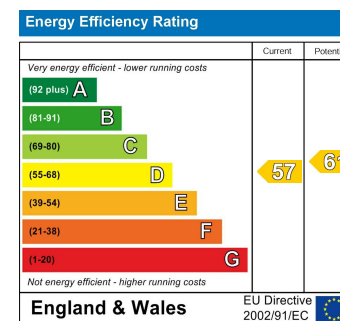 Energy Efficiency Rating
Current
Very energy efficient - lower running costs
(92 plus) A
(81-91) B
(69-80) C
(55-68) D
57
(39-54) E
(21-38) F
(1-20) G
Not energy efficient - higher running costs
England & Wales
EU Directive
2002/91/EC